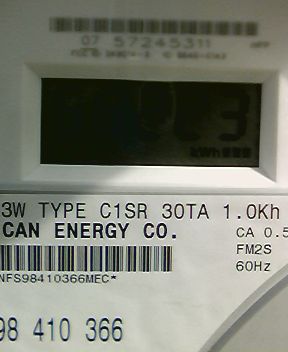 07 57245311
kWh
3W TYPE C1SR 30TA 1.0Kh
CAN ENERGY CO.
CA 0.5
FM2S
NFS98410366MEC*
60Hz
98 410 366